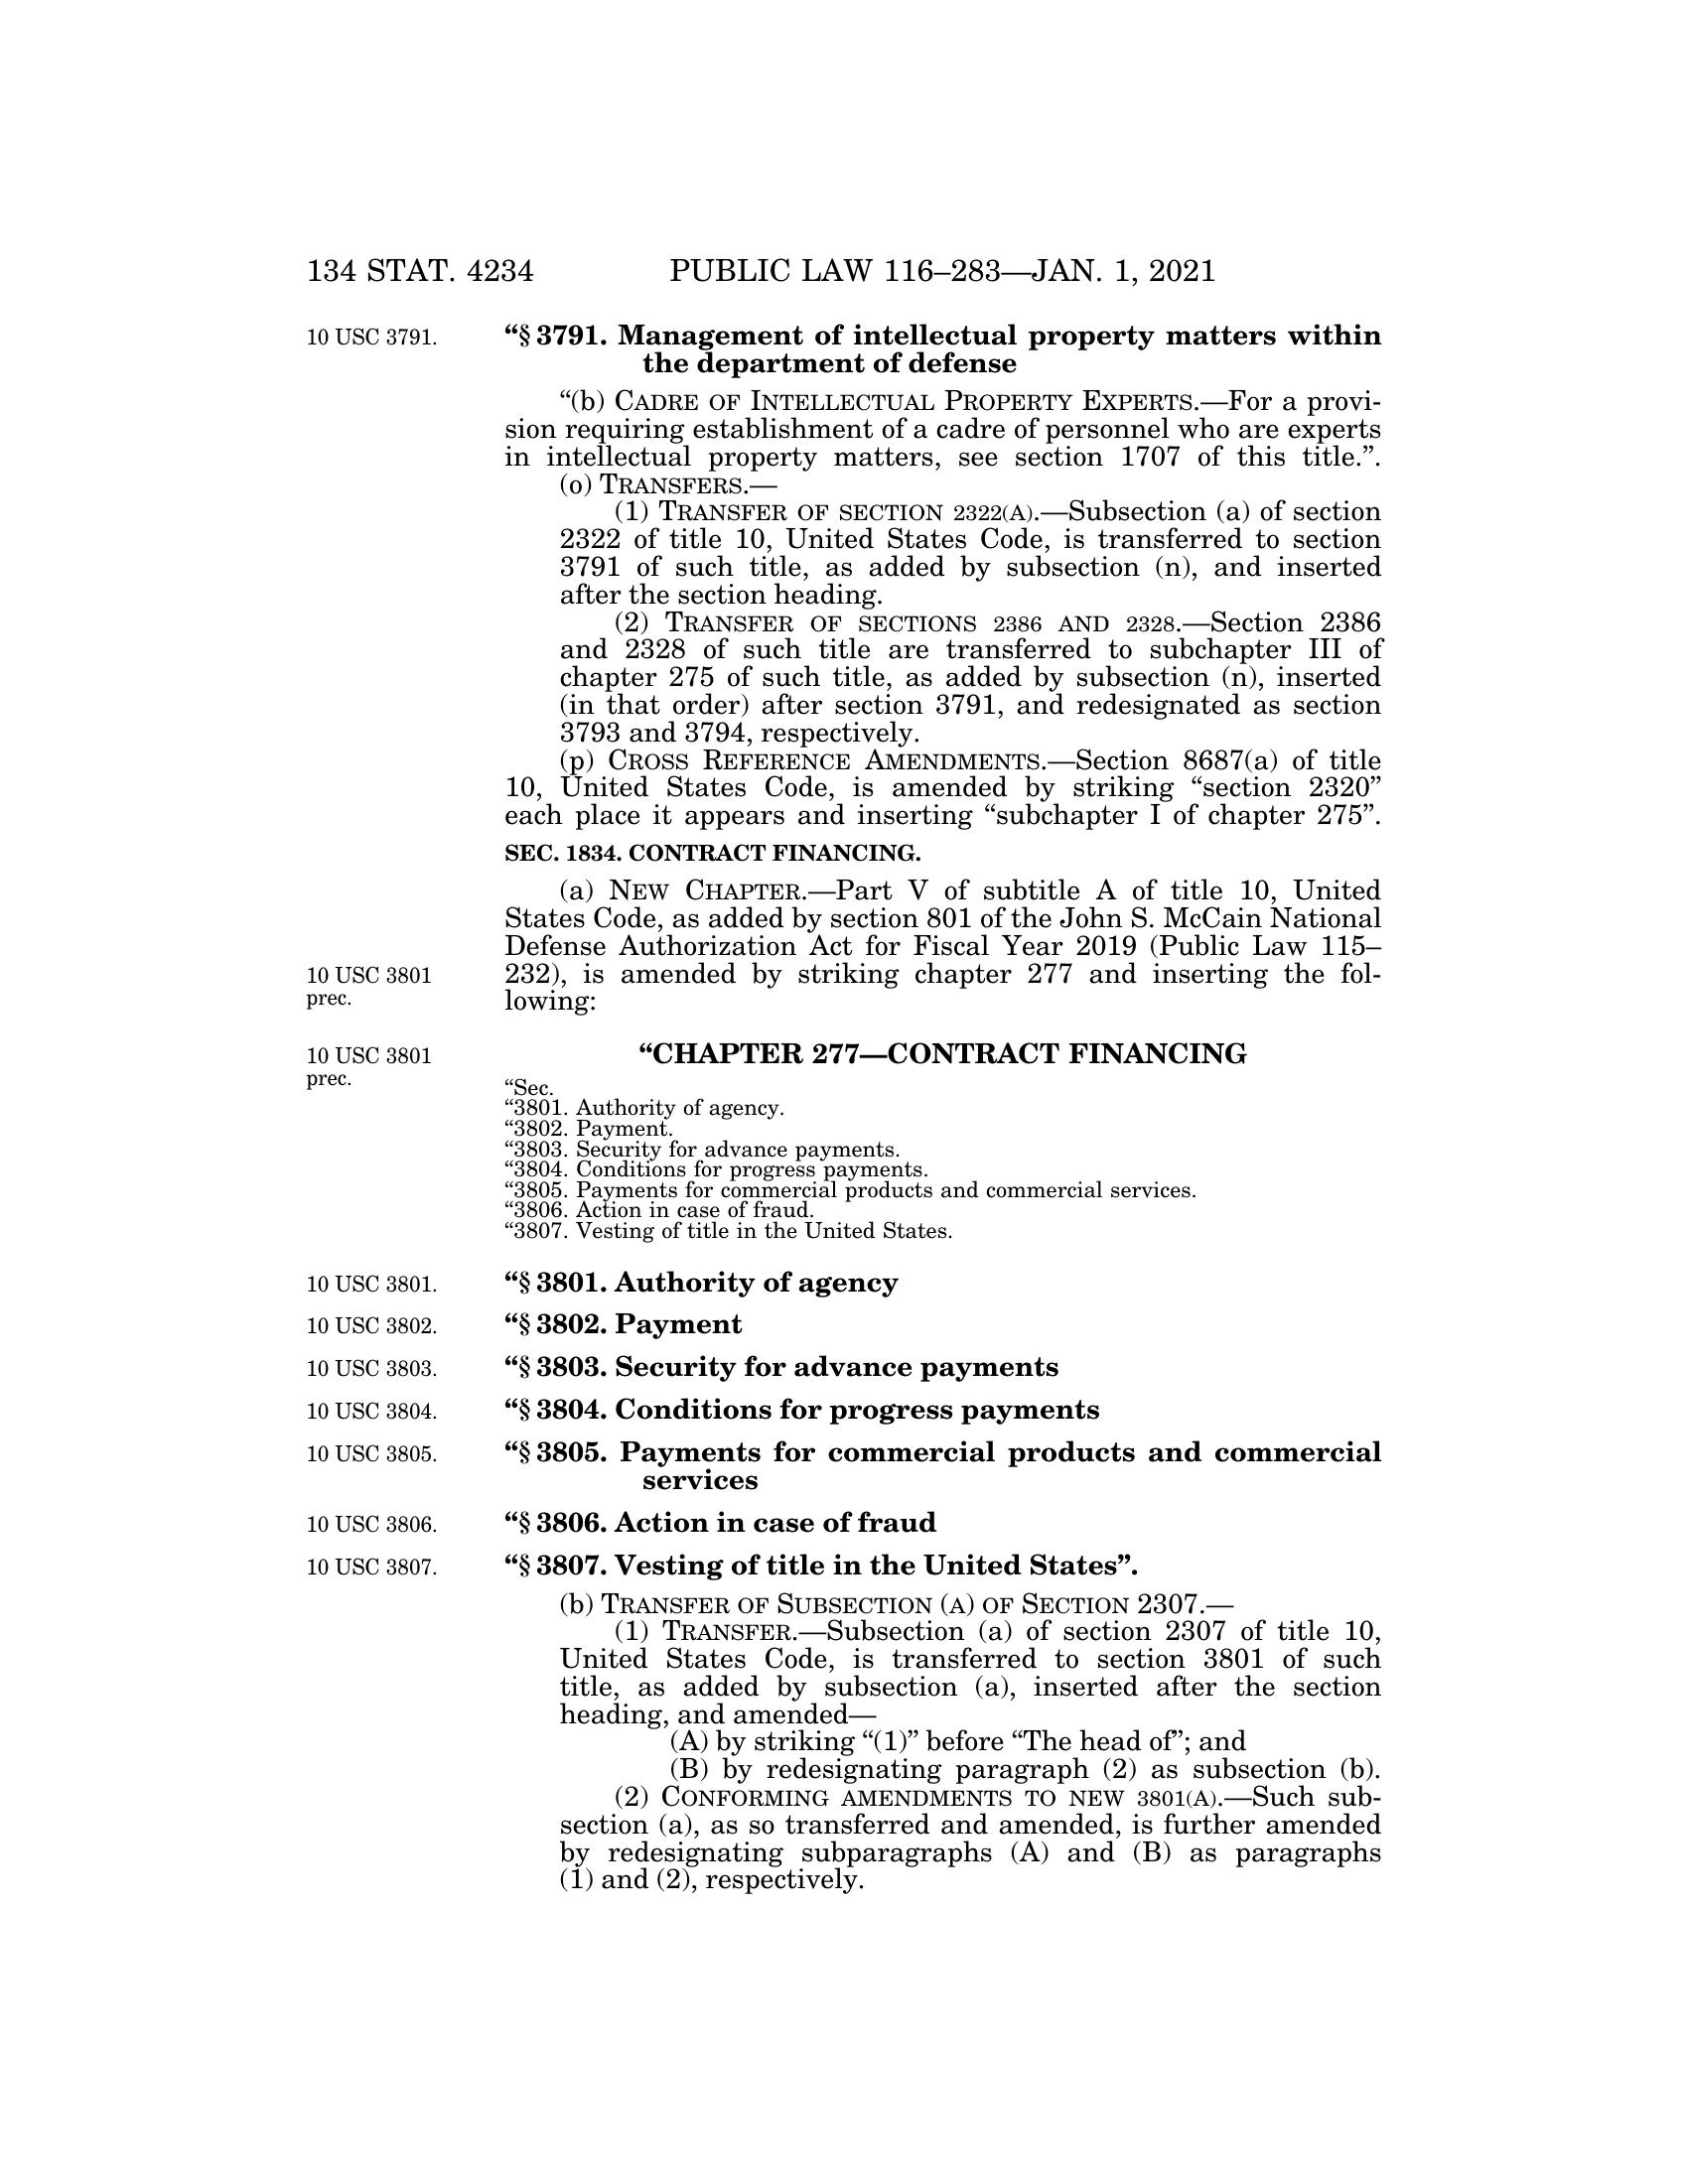 134 STAT. 4234 PUBLIC LAW 116–283—JAN. 1, 2021
10 USC 3791.
“§ 3791. Management of intellectual property matters within
the department of defense
“(b) CADRE OF INTELLECTUAL PROPERTY EXPERTS.—For a provi-
sion requiring establishment of a cadre of personnel who are experts
in intellectual property matters, see section 1707 of this title.”.
(o) TRANSFERS.—
(1) TRANSFER OF SECTION 2322(A).—Subsection (a) of section
2322 of title 10, United States Code, is transferred to section
3791 of such title, as added by subsection (n), and inserted
after the section heading.
(2) TRANSFER OF SECTIONS 2386 AND 2328.—Section 2386
and 2328 of such title are transferred to subchapter III of
chapter 275 of such title, as added by subsection (n), inserted
(in that order) after section 3791, and redesignated as section
3793 and 3794, respectively.
(p) CROSS REFERENCE AMENDMENTS.—Section 8687(a) of title
10, United States Code, is amended by striking “section 2320”
each place it appears and inserting “subchapter I of chapter 275”.
SEC. 1834. CONTRACT FINANCING.
(a) NEW CHAPTER.—Part V of subtitle A of title 10, United
States Code, as added by section 801 of the John S. McCain National
Defense Authorization Act for Fiscal Year 2019 (Public Law 115–
232), is amended by striking chapter 277 and inserting the fol-
lowing:
10 USC 3801
prec.
“CHAPTER 277—CONTRACT FINANCING
10 USC 3801
prec.
“Sec.
“3801. Authority of agency.
“3802. Payment.
“3803. Security for advance payments.
“3804. Conditions for progress payments.
“3805. Payments for commercial products and commercial services.
“3806. Action in case of fraud.
“3807. Vesting of title in the United States.
10 USC 3801.
“§ 3801. Authority of agency
10 USC 3802.
“§ 3802. Payment
10 USC 3803.
“§ 3803. Security for advance payments
10 USC 3804.
“§ 3804. Conditions for progress payments
10 USC 3805.
“§ 3805. Payments for commercial products and commercial
services
10 USC 3806.
“§ 3806. Action in case of fraud
10 USC 3807.
“§ 3807. Vesting of title in the United States”.
(b) TRANSFER OF SUBSECTION (A) OF SECTION 2307.—
(1) TRANSFER.—Subsection (a) of section 2307 of title 10,
United States Code, is transferred to section 3801 of such
title, as added by subsection (a), inserted after the section
heading, and amended—
(A) by striking “(1)” before “The head of”; and
(B) by redesignating paragraph (2) as subsection (b).
(2) CONFORMING AMENDMENTS TO NEW 3801(A).—Such sub-
section (a), as so transferred and amended, is further amended
by redesignating subparagraphs (A) and (B) as paragraphs
(1) and (2), respectively.